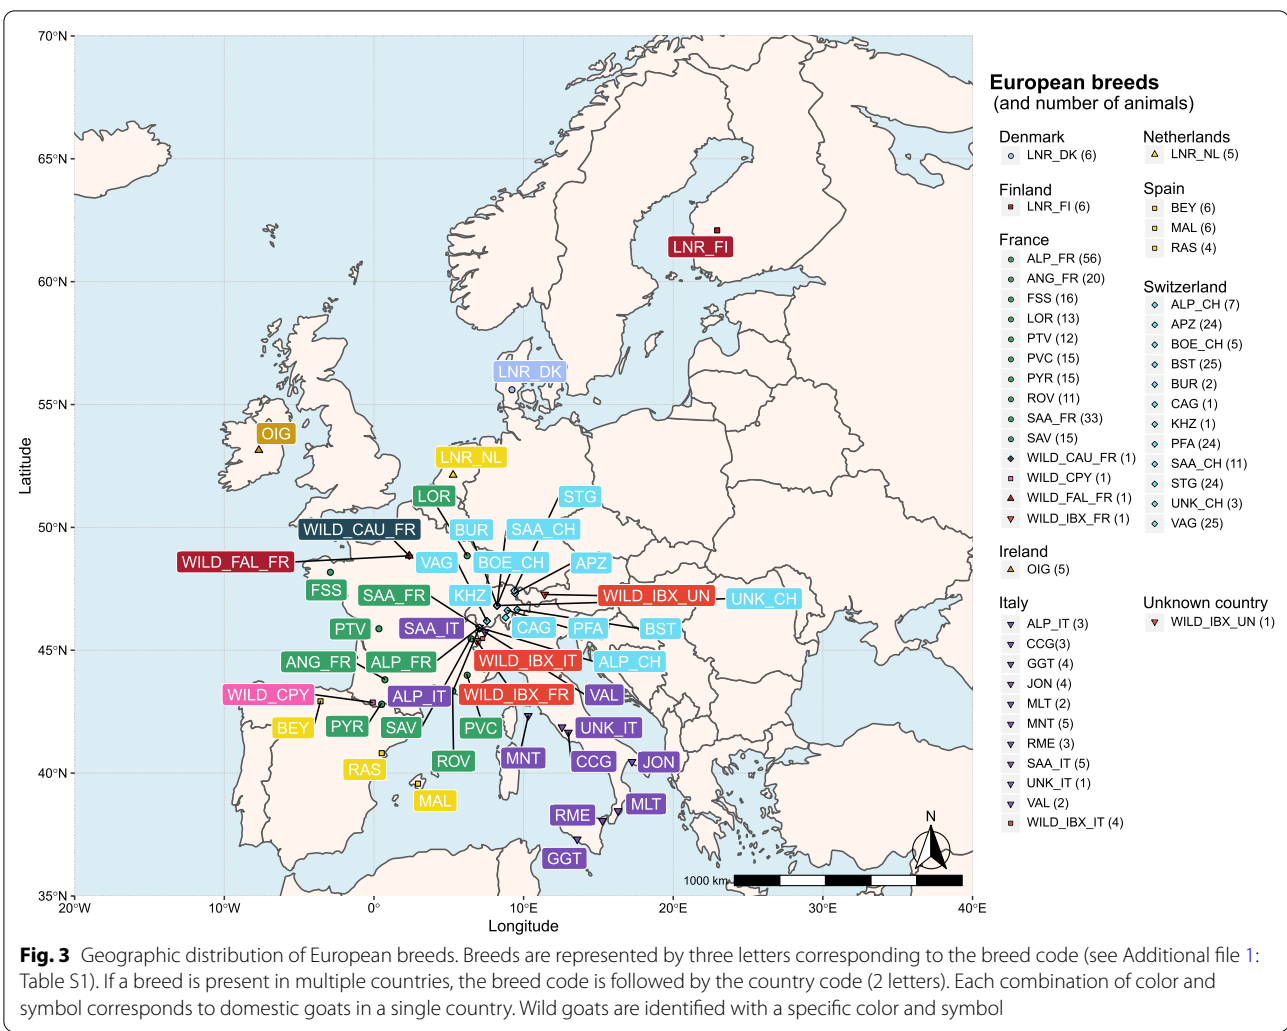 70°N
65°N
60°N
55°N
50°N
45°N
40°N
35°N
20°W
10°W
0°
10°E
20°E
30°E
40°E
Latitude
Longitude
LNR_FI
LNR_DK
OIG
LNR_NL
LOR
STG
WILD_CAU_FR
BUR
SAA_CH
WILD_FAL_FR
VAG
BOE_CH
APZ
FSS
SAA_FR
KHZ
WILD_IBX_UN
UNK_CH
PTV
SAA_IT
CAG
PFA
BST
ANG_FR
ALP_FR
WILD_IBX_IT
ALP_CH
WILD_CPY
ALP_IT
WILD_IBX_FR
VAL
BEY
PYR
SAV
PVC
UNK_IT
RAS
ROV
MNT
CCG
JON
MAL
RME
MLT
GGT
N
1000 km
European breeds
(and number of animals)
Denmark
LNR_DK (6)
Finland
LNR_FI (6)
France
ALP_FR (56)
ANG_FR (20)
FSS (16)
LOR (13)
PTV (12)
PVC (15)
PYR (15)
ROV (11)
SAA_FR (33)
SAV (15)
WILD_CAU_FR (1)
WILD_CPY (1)
WILD_FAL_FR (1)
WILD_IBX_FR (1)
Ireland
OIG (5)
Italy
ALP_IT (3)
CCG(3)
GGT (4)
JON (4)
MLT (2)
MNT (5)
RME (3)
SAA_IT (5)
UNK_IT (1)
VAL (2)
WILD_IBX_IT (4)
Netherlands
LNR_NL (5)
Spain
BEY (6)
MAL (6)
RAS (4)
Switzerland
ALP_CH (7)
APZ (24)
BOE_CH (5)
BST (25)
BUR (2)
CAG (1)
KHZ (1)
PFA (24)
SAA_CH (11)
STG (24)
UNK_CH (3)
VAG (25)
Unknown country
WILD_IBX_UN (1)
Fig. 3 Geographic distribution of European breeds. Breeds are represented by three letters corresponding to the breed code (see Additional file 1:
Table S1). If a breed is present in multiple countries, the breed code is followed by the country code (2 letters). Each combination of color and
symbol corresponds to domestic goats in a single country. Wild goats are identified with a specific color and symbol